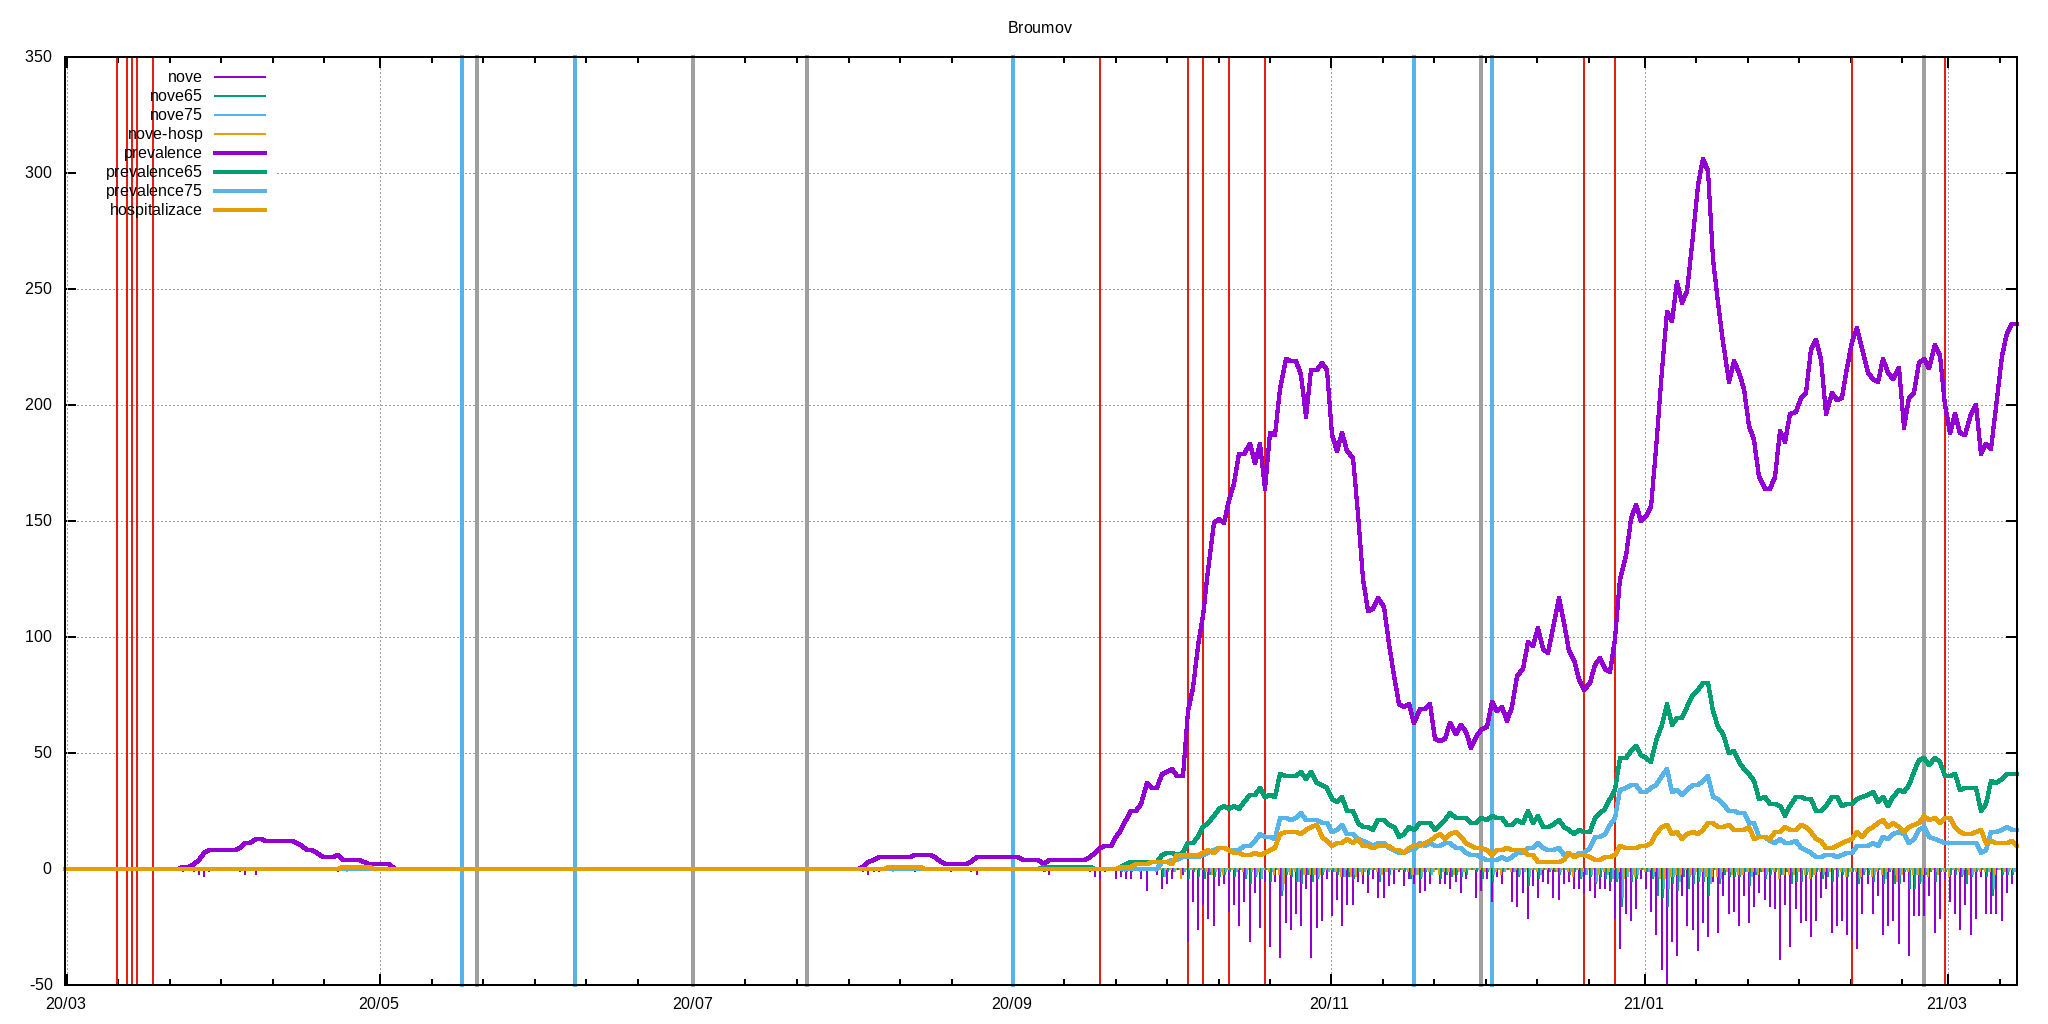 Broumov
350
300
250
200
150
100
50
0
-50
nove
nove65
nove75
nove-hosp
prevalence
prevalence65
prevalence75
hospitalizace
20/03 20/05 20/07 20/09 20/11 21/01 21/03